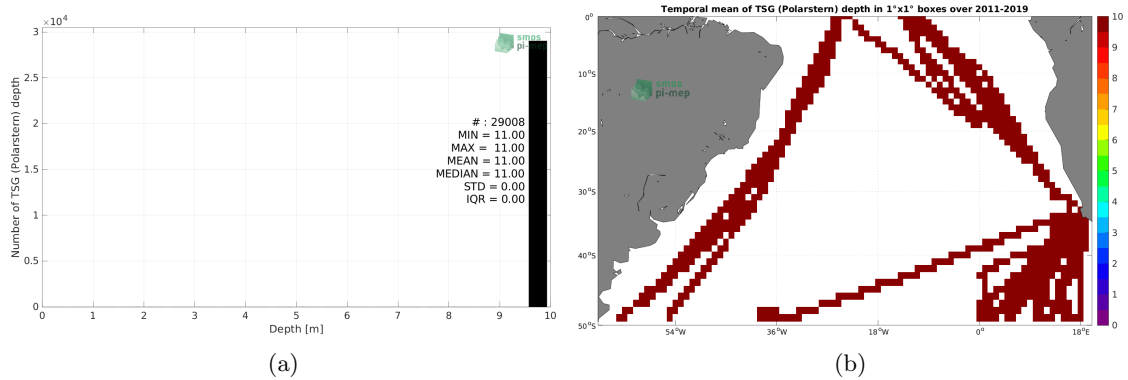 ×10⁴
3
2.5
2
1.5
1
0.5
0
Number of TSG (Polarstern) depth
smos
pi-mep
# : 29008
MIN = 11.00
MAX = 11.00
MEAN = 11.00
MEDIAN = 11.00
STD = 0.00
IQR = 0.00
0 1 2 3 4 5 6 7 8 9 10
Depth [m]
(a)
Temporal mean of TSG (Polarstern) depth in 1°x1° boxes over 2011-2019
0°
10°S
20°S
30°S
40°S
50°S
smos
pi-mep
54°W 36°W 18°W 0° 18°E
10
9
8
7
6
5
4
3
2
1
0
(b)